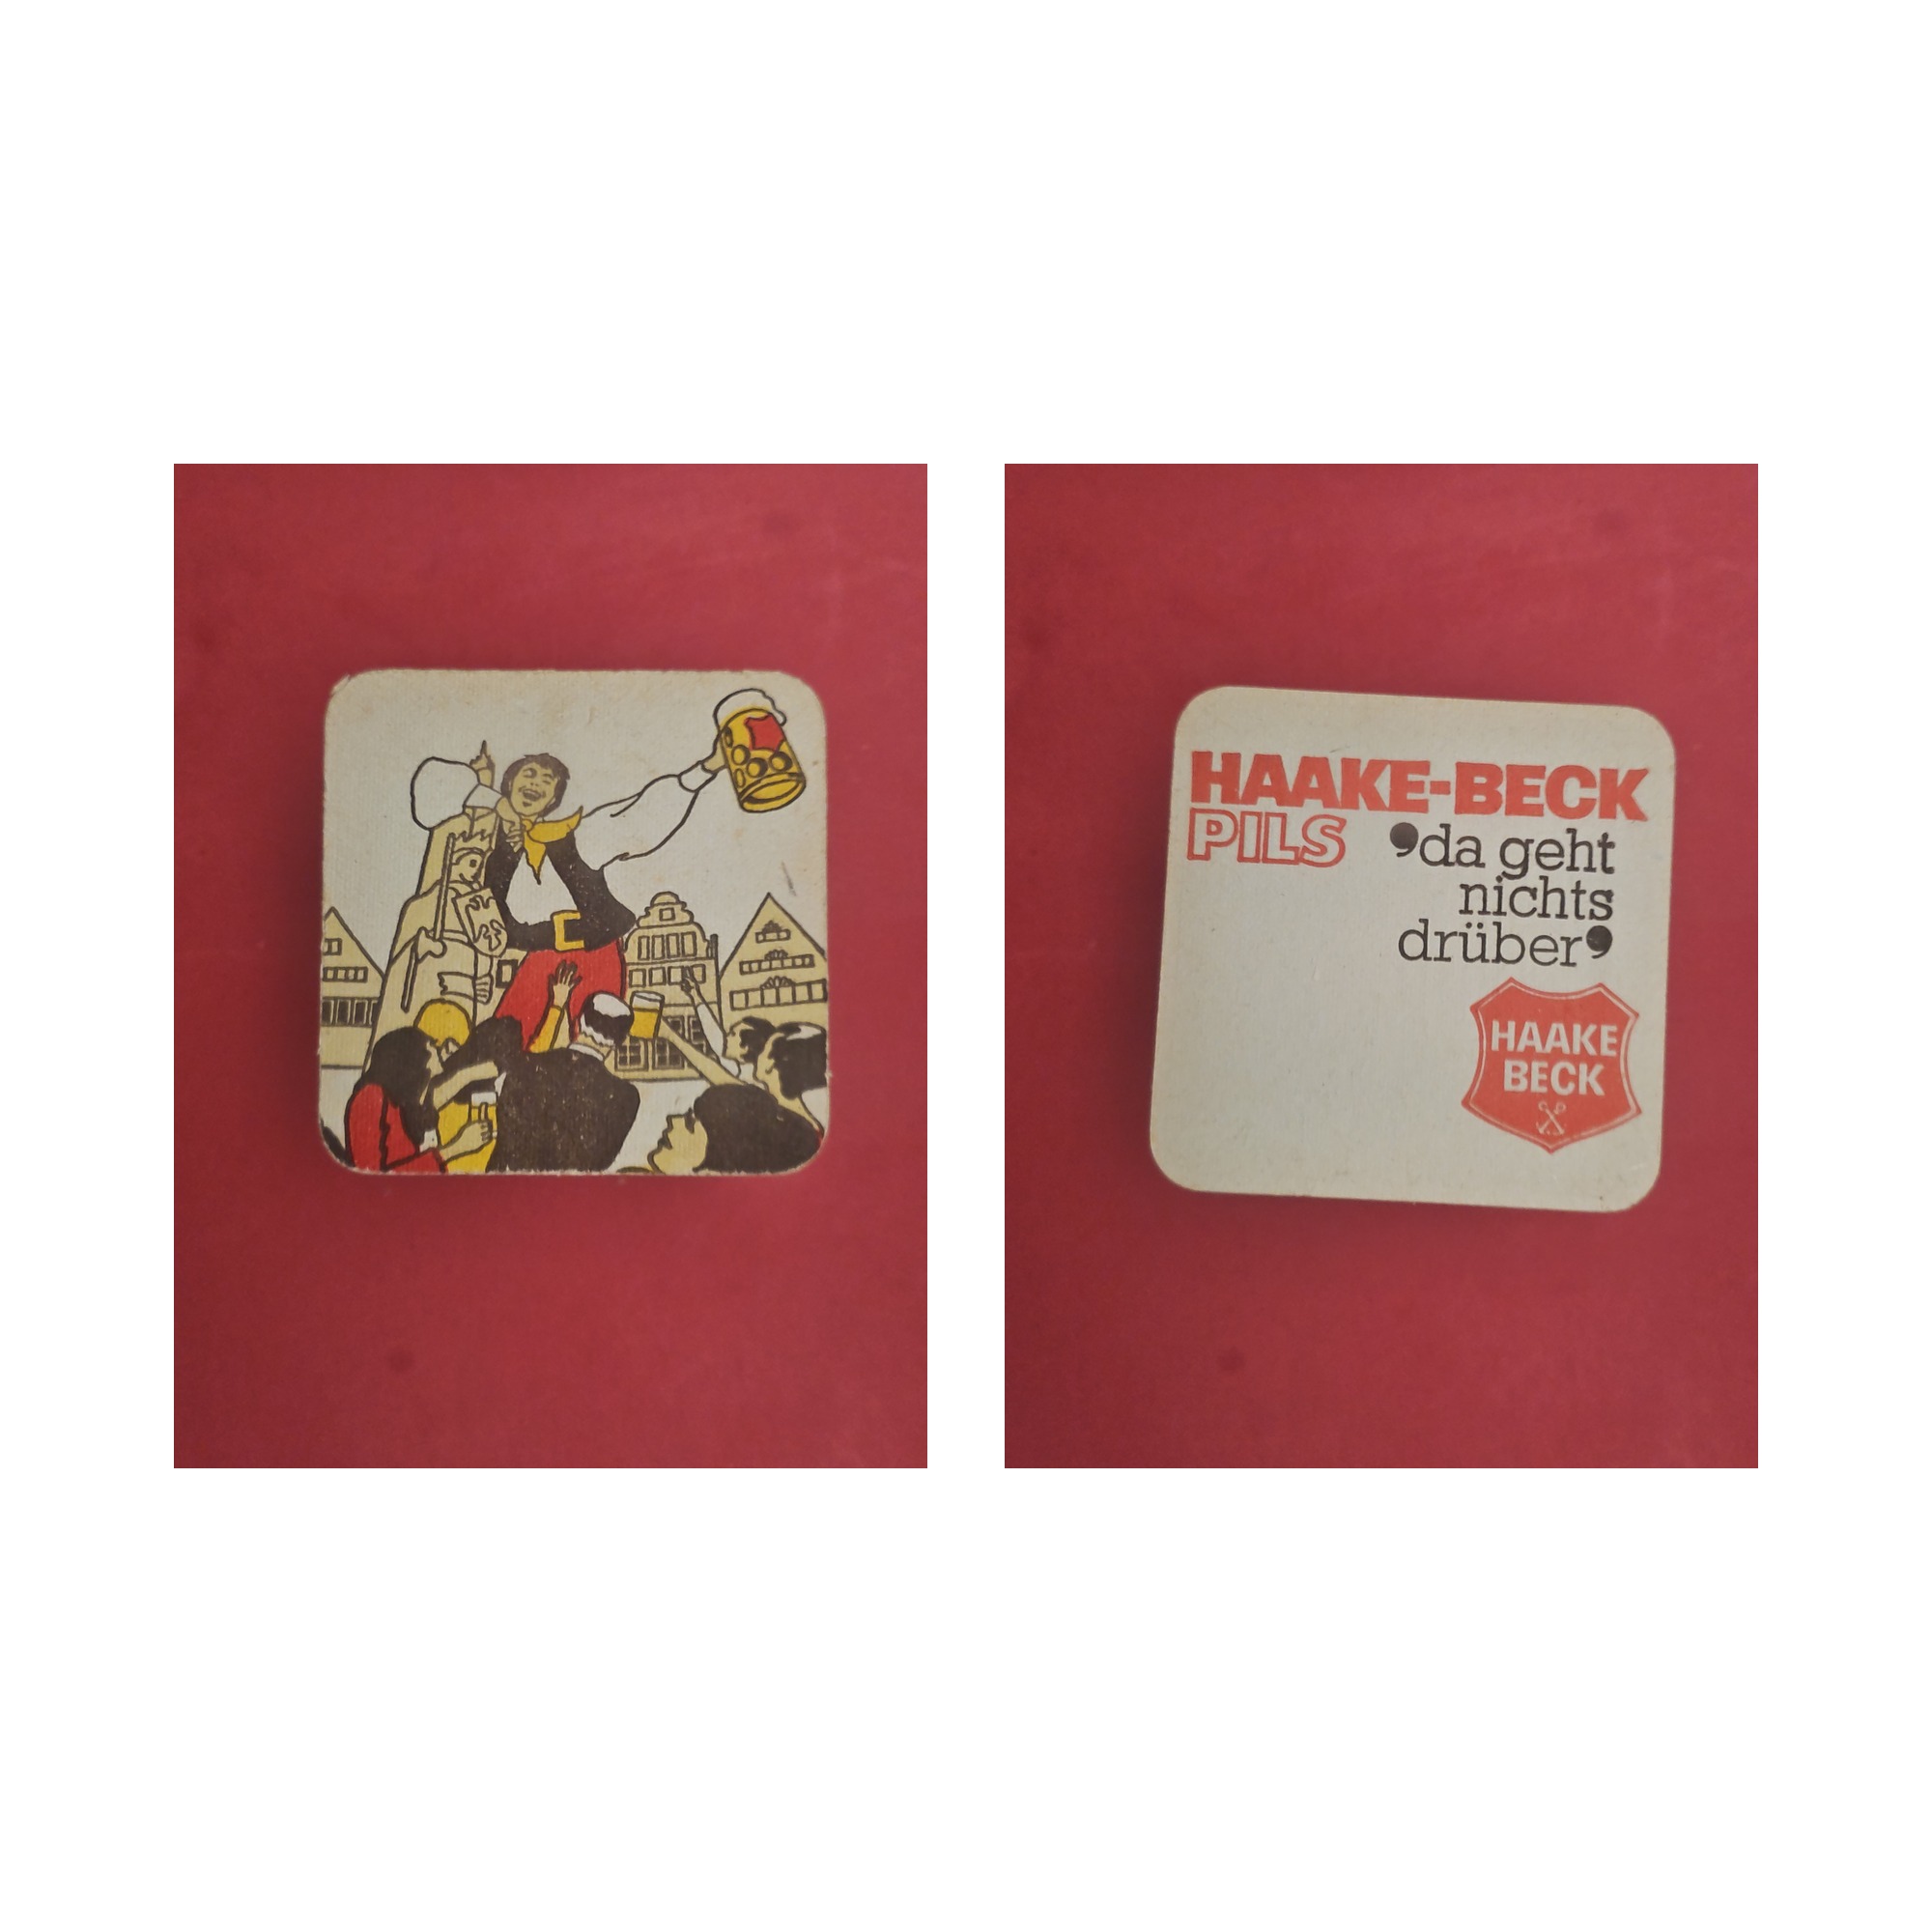 HAAKE-BECK
PILS
❜da geht
nichts
drüber❜
HAAKE
BECK